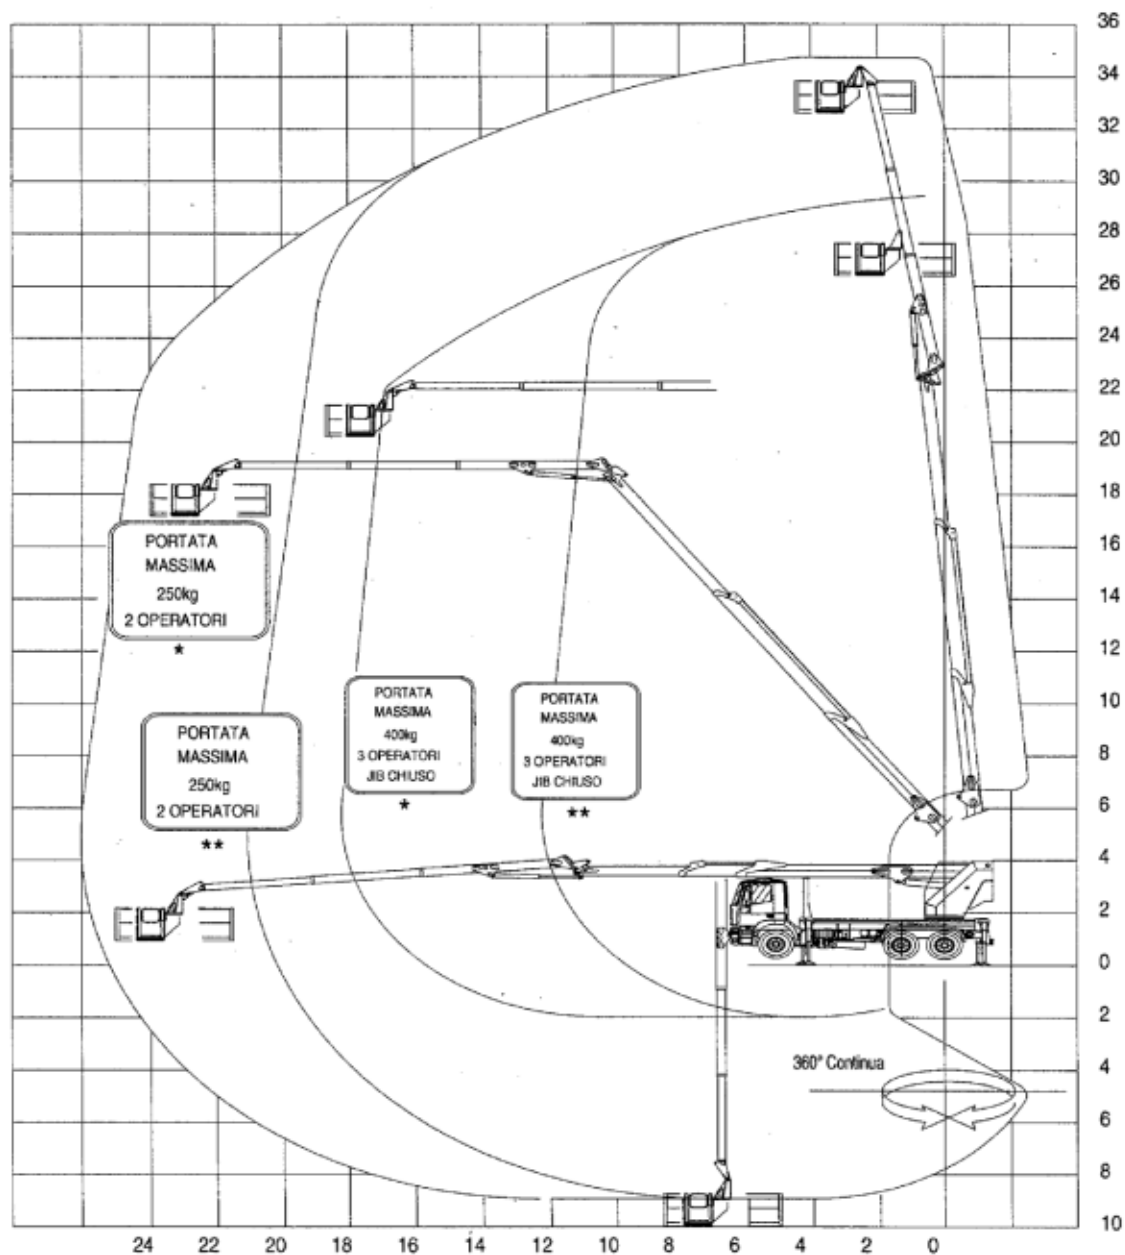 36
34
32
30
28
26
24
22
20
18
16
14
12
10
8
6
4
2
0
2
4
6
8
10
PORTATA
MASSIMA
250kg
2 OPERATORI
*
PORTATA
MASSIMA
250kg
2 OPERATORI
**
PORTATA
MASSIMA
400kg
3 OPERATORI
JIB CHIUSO
*
PORTATA
MASSIMA
400kg
3 OPERATORI
JIB CHIUSO
**
360° Continua
24 22 20 18 16 14 12 10 8 6 4 2 0